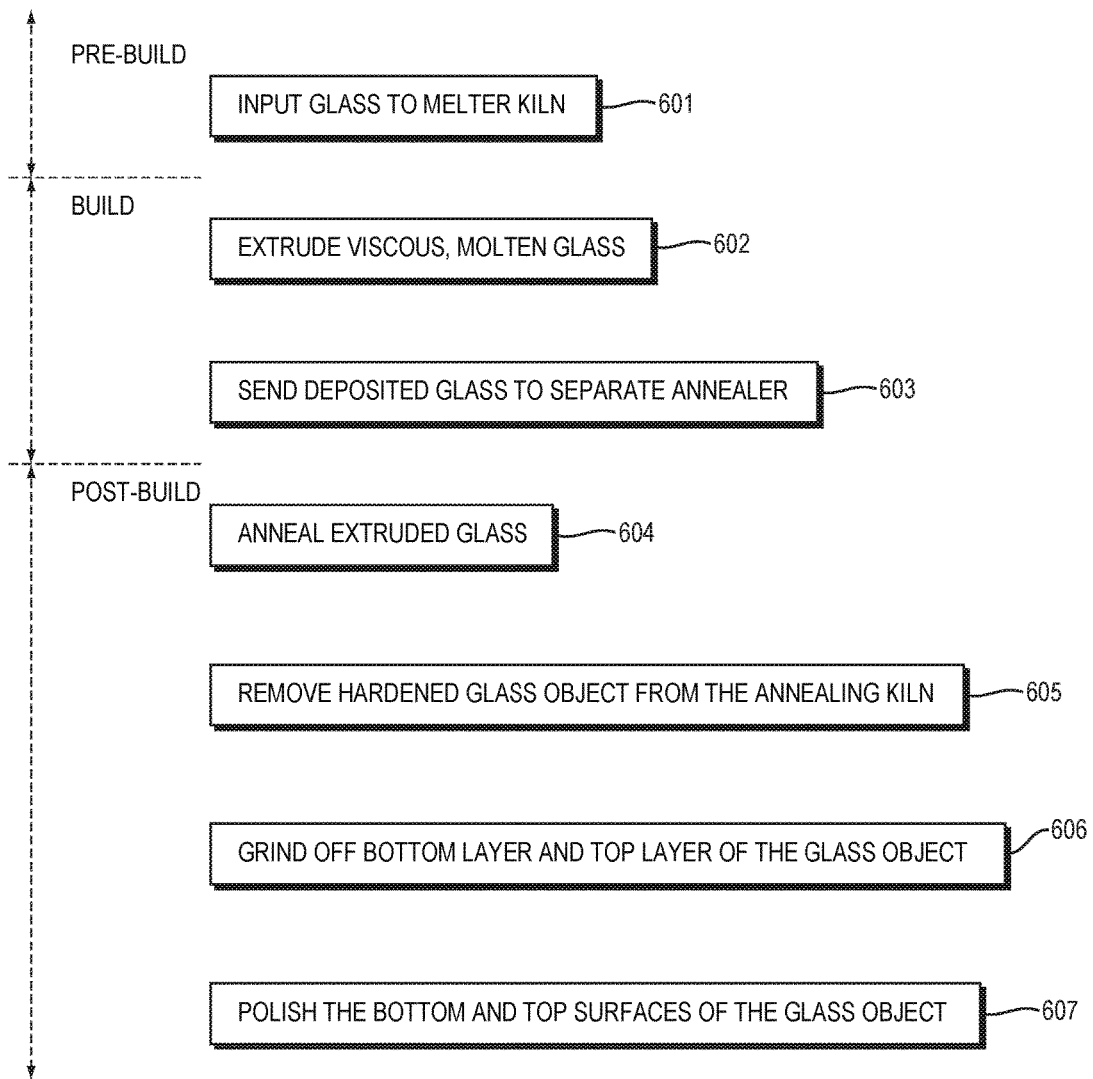 PRE-BUILD
INPUT GLASS TO MELTER KILN 601
BUILD
EXTRUDE VISCOUS, MOLTEN GLASS 602
SEND DEPOSITED GLASS TO SEPARATE ANNEALER 603
POST-BUILD
ANNEAL EXTRUDED GLASS 604
REMOVE HARDENED GLASS OBJECT FROM THE ANNEALING KILN 605
GRIND OFF BOTTOM LAYER AND TOP LAYER OF THE GLASS OBJECT 606
POLISH THE BOTTOM AND TOP SURFACES OF THE GLASS OBJECT 607